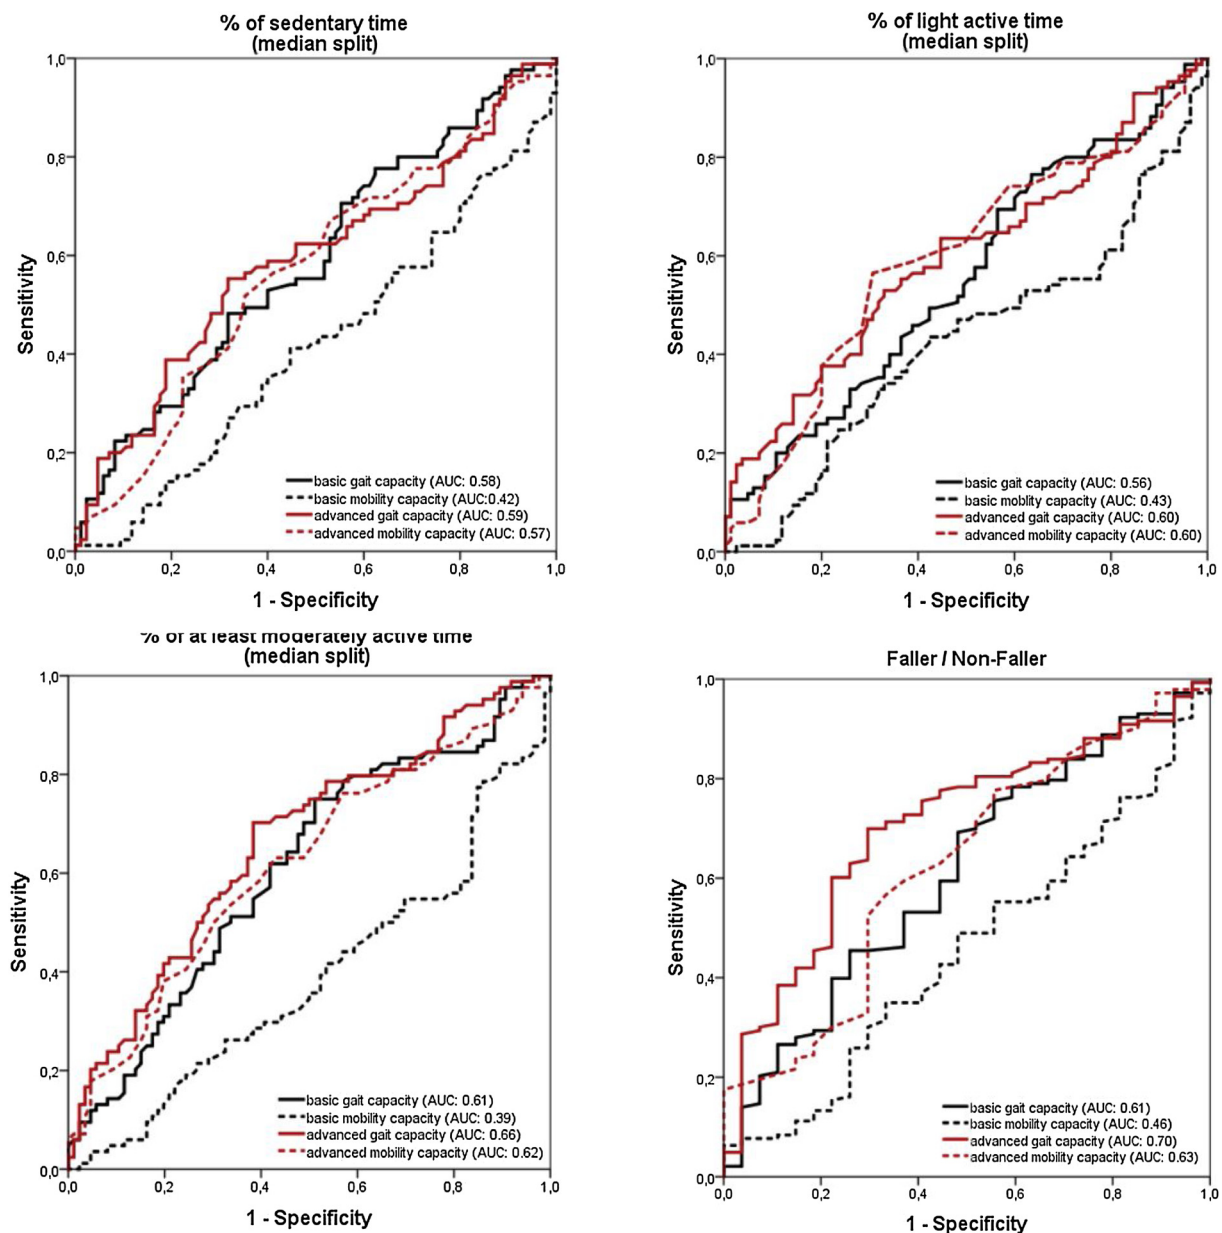 % of sedentary time
(median split)
1,0
0,8
0,6
0,4
0,2
0,0
Sensitivity
basic gait capacity (AUC: 0.58)
basic mobility capacity (AUC:0.42)
advanced gait capacity (AUC: 0.59)
advanced mobility capacity (AUC: 0.57)
0,0 0,2 0,4 0,6 0,8 1,0
1 - Specificity
% of light active time
(median split)
1,0
0,8
0,6
0,4
0,2
0,0
Sensitivity
basic gait capacity (AUC: 0.56)
basic moblity capacity (AUC: 0.43)
advanced gait capacity (AUC: 0.60)
advanced mobility capacity (AUC: 0.60)
0,0 0,2 0,4 0,6 0,8 1,0
1 - Specificity
% of at least moderately active time
(median split)
1,0
0,8
0,6
0,4
0,2
0,0
Sensitivity
basic gait capacity (AUC: 0.61)
basic mobility capacity (AUC: 0.39)
advanced gait capacity (AUC: 0.66)
advanced mobility capacity (AUC: 0.62)
0,0 0,2 0,4 0,6 0,8 1,0
1 - Specificity
Faller / Non-Faller
1,0
0,8
0,6
0,4
0,2
0,0
Sensitivity
basic gait capacity (AUC: 0.61)
basic mobility capacity (AUC: 0.46)
advanced gait capacity (AUC: 0.70)
advanced mobility capacity (AUC: 0.63)
0,0 0,2 0,4 0,6 0,8 1,0
1 - Specificity